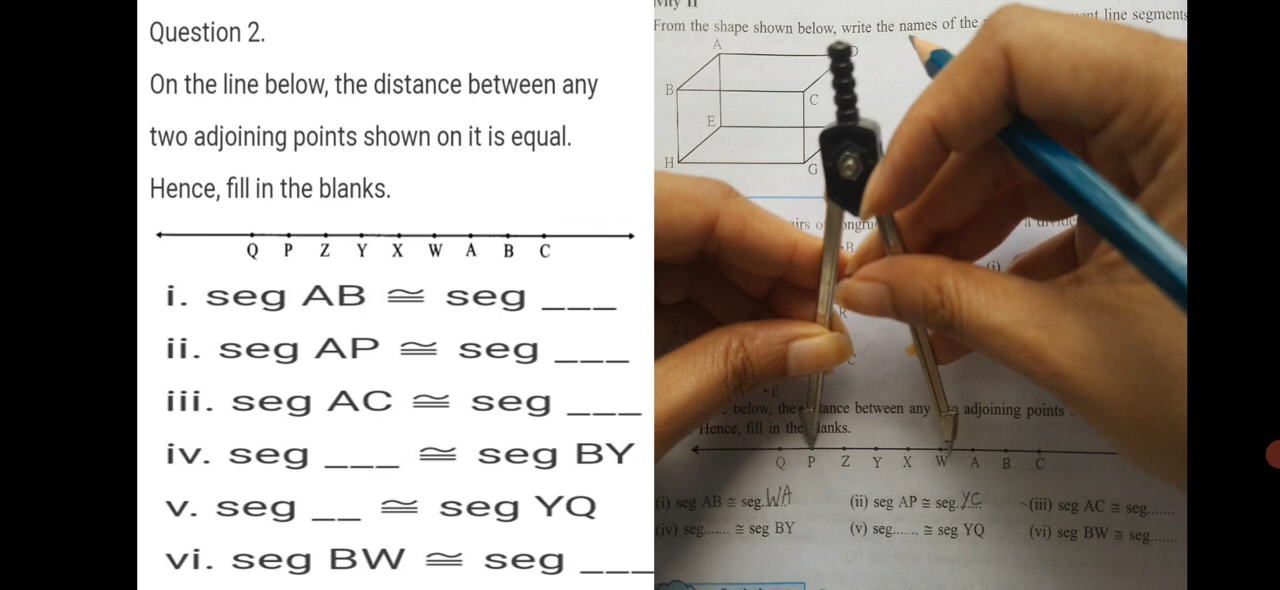 Question 2.
On the line below, the distance between any
two adjoining points shown on it is equal.
Hence, fill in the blanks.
Q P Z Y X W A B C
i. seg AB ≅ seg ___
ii. seg AP ≅ seg ___
iii. seg AC ≅ seg ___
iv. seg ___ ≅ seg BY
v. seg __ ≅ seg YQ
vi. seg BW ≅ seg ___
From the shape shown below, write the names of the line segments
A
B
C
E
H
G
B
(i)
R
E
below, the tance between any adjoining points
Hence, fill in the lanks.
Q P Z Y X W A B C
(i) seg AB ≅ seg.WA (ii) seg AP ≅ seg.YC (iii) seg AC ≅ seg.......
(iv) seg....... ≅ seg BY (v) seg....... ≅ seg YQ (vi) seg BW ≅ seg.......